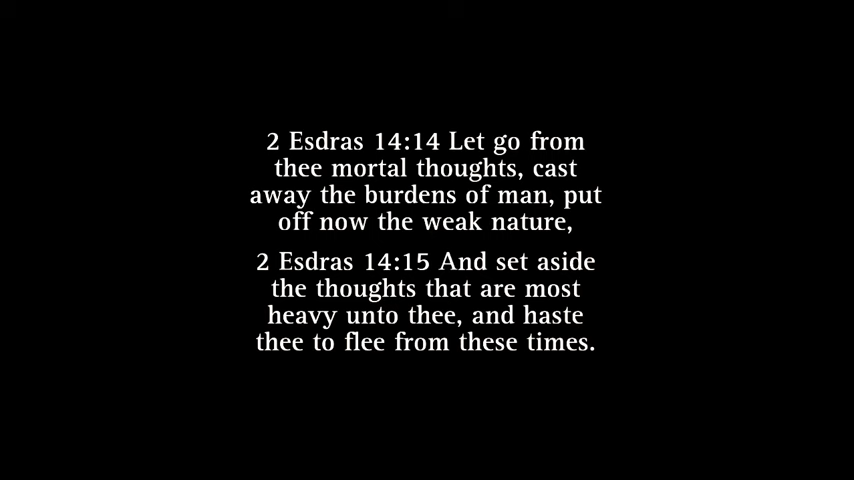 2 Esdras 14:14 Let go from
thee mortal thoughts, cast
away the burdens of man, put
off now the weak nature,
2 Esdras 14:15 And set aside
the thoughts that are most
heavy unto thee, and haste
thee to flee from these times.